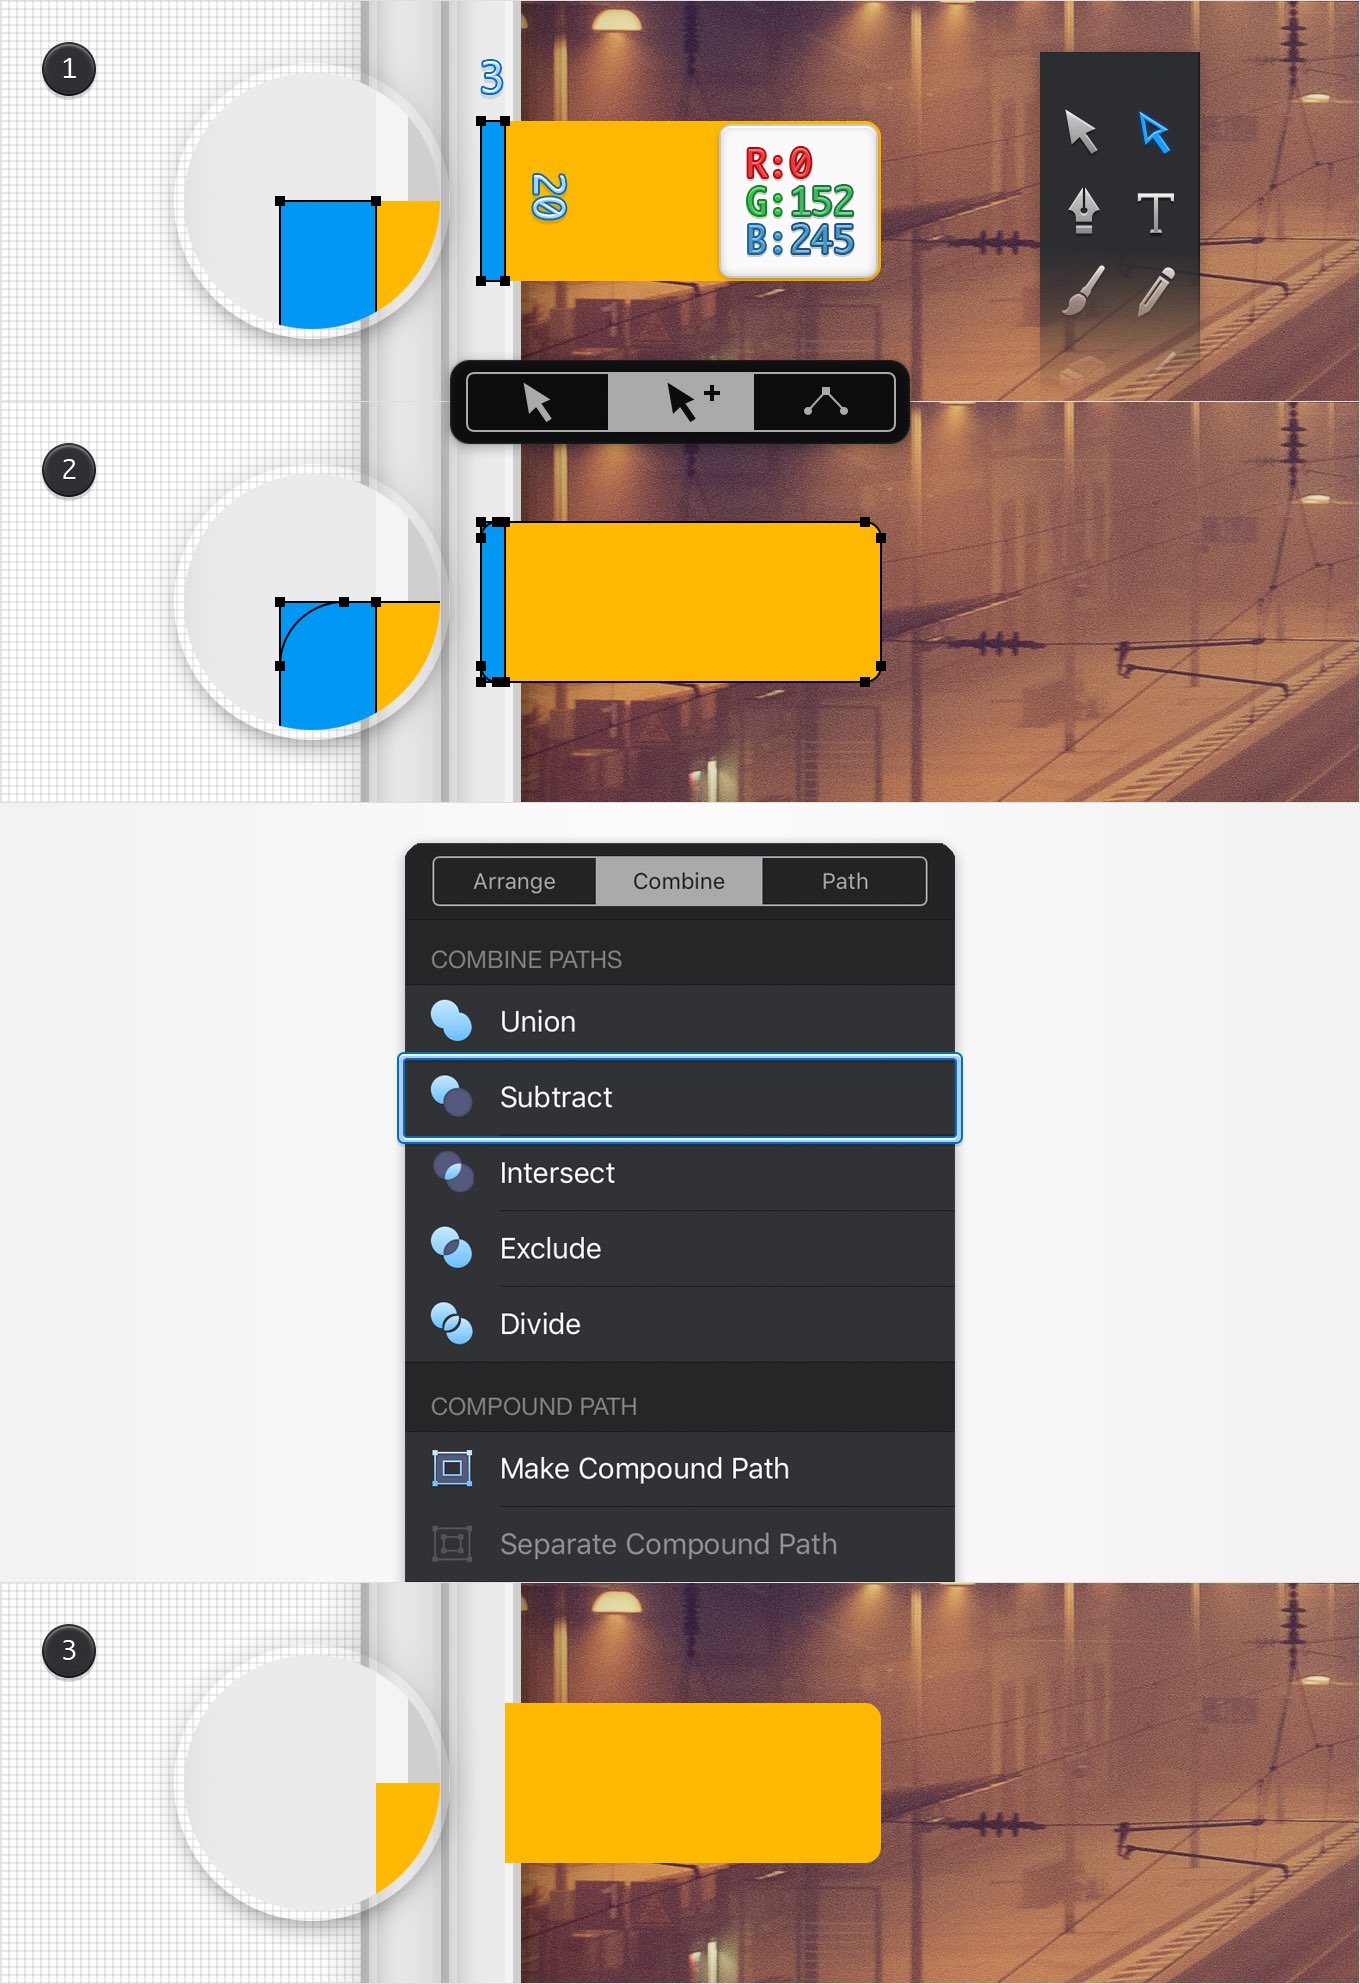 1
3
20
R:0
G:152
B:245
T
2
Arrange Combine Path
COMBINE PATHS
Union
Subtract
Intersect
Exclude
Divide
COMPOUND PATH
Make Compound Path
Separate Compound Path
3